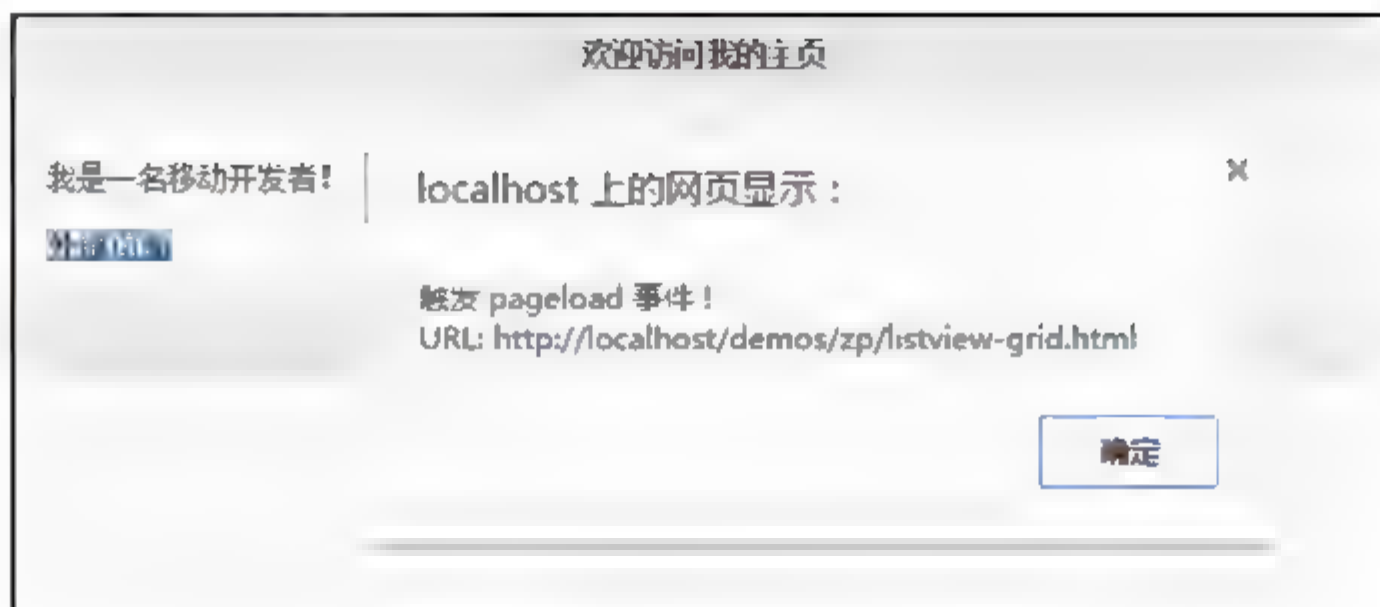 欢迎访问我的主页
我是一名移动开发者!
localhost 上的网页显示：
×
触发 pageload 事件！
URL: http://localhost/demos/zp/listview-grid.html
确定